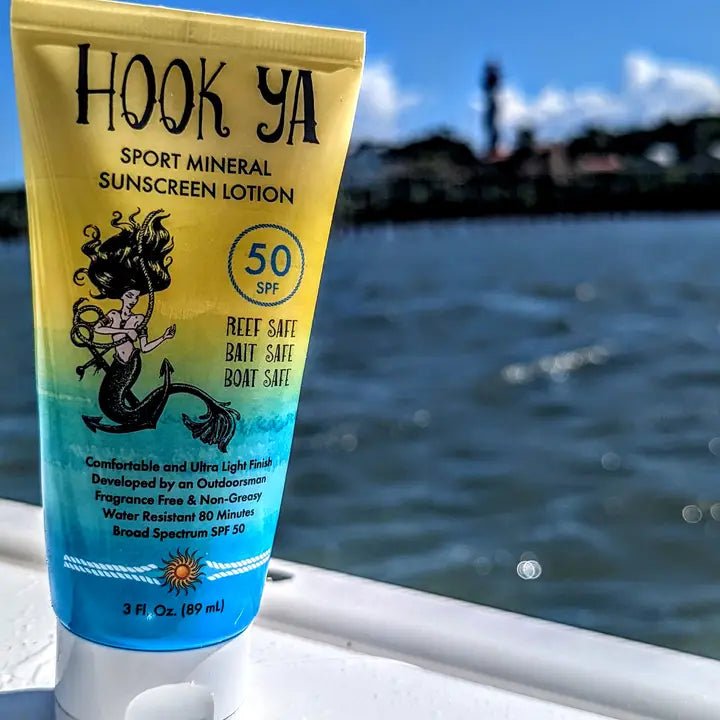 HOOK YA
SPORT MINERAL
SUNSCREEN LOTION
50
SPF
REEF SAFE
BAIT SAFE
BOAT SAFE
Comfortable and Ultra Light Finish
Developed by an Outdoorsman
Fragrance Free & Non-Greasy
Water Resistant 80 Minutes
Broad Spectrum SPF 50
3 Fl. Oz. (89 mL)